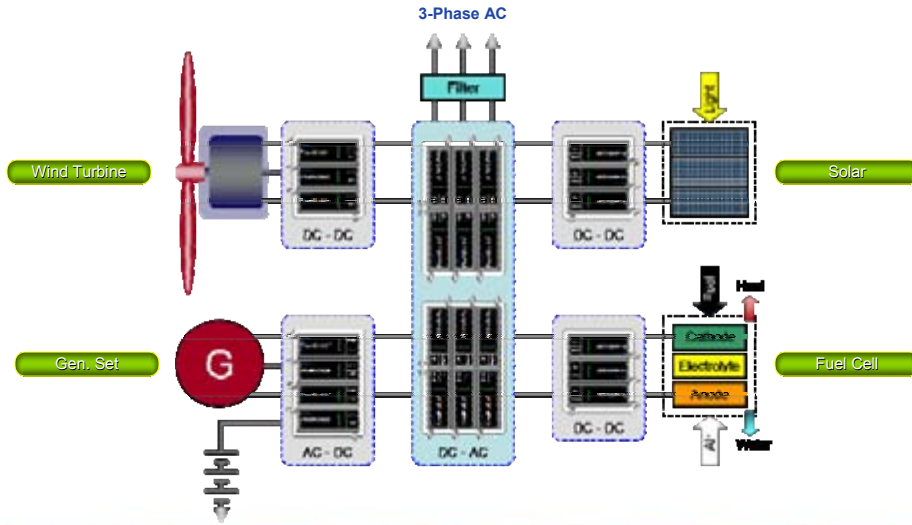 3-Phase AC
Filter
Light
Wind Turbine
Solar
DC - DC
DC - DC
Fuel
Heat
Cathode
Gen. Set
G
Electrolyte
Fuel Cell
Anode
DC - DC
AC - DC
DC - AC
Air
Water